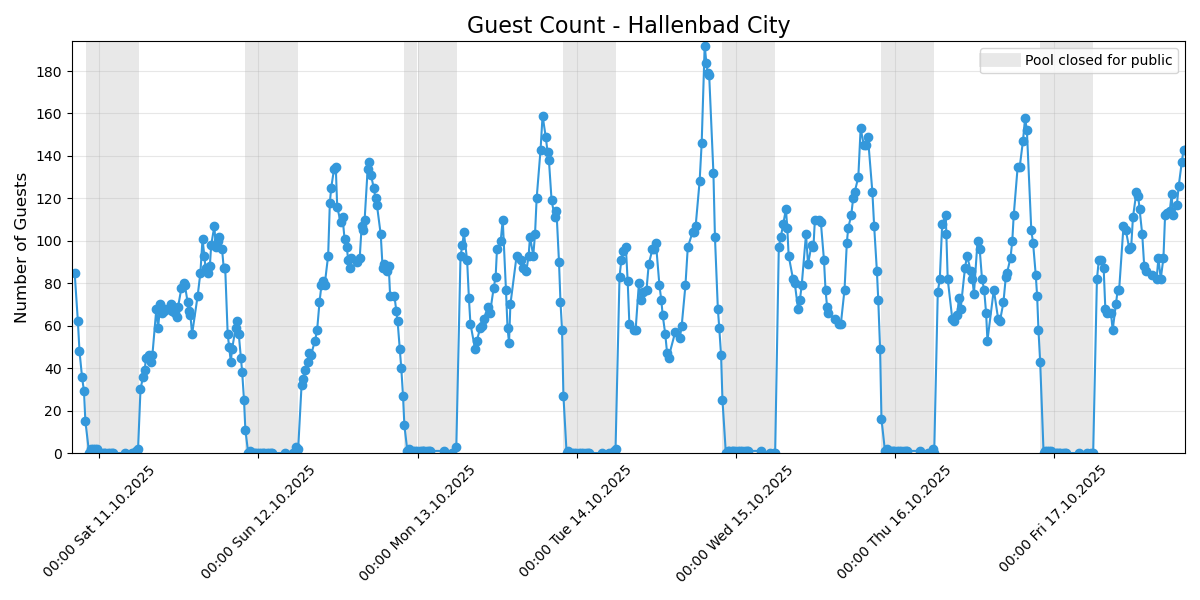 Guest Count - Hallenbad City
Pool closed for public
Number of Guests
180
160
140
120
100
80
60
40
20
0
00:00 Sat 11.10.2025
00:00 Sun 12.10.2025
00:00 Mon 13.10.2025
00:00 Tue 14.10.2025
00:00 Wed 15.10.2025
00:00 Thu 16.10.2025
00:00 Fri 17.10.2025